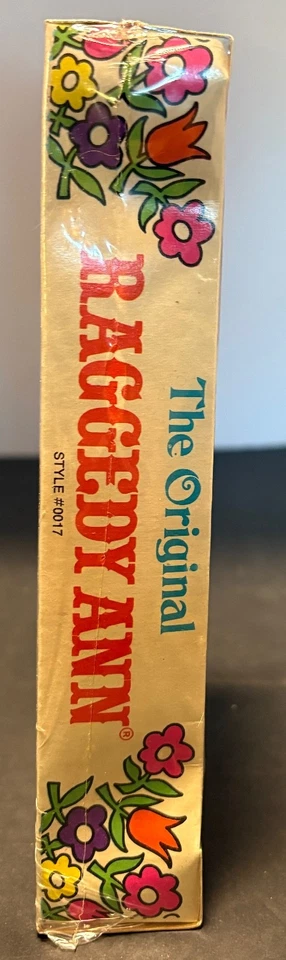 The Original
RAGGEDY ANN®
STYLE #0017